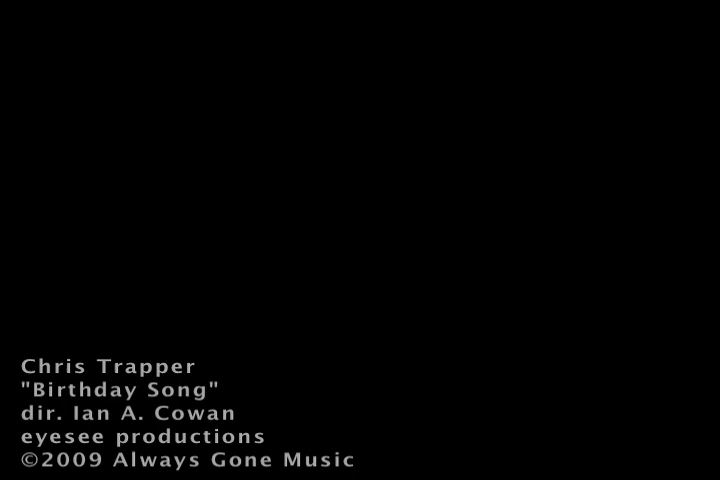 Chris Trapper
"Birthday Song"
dir. Ian A. Cowan
eyesee productions
©2009 Always Gone Music